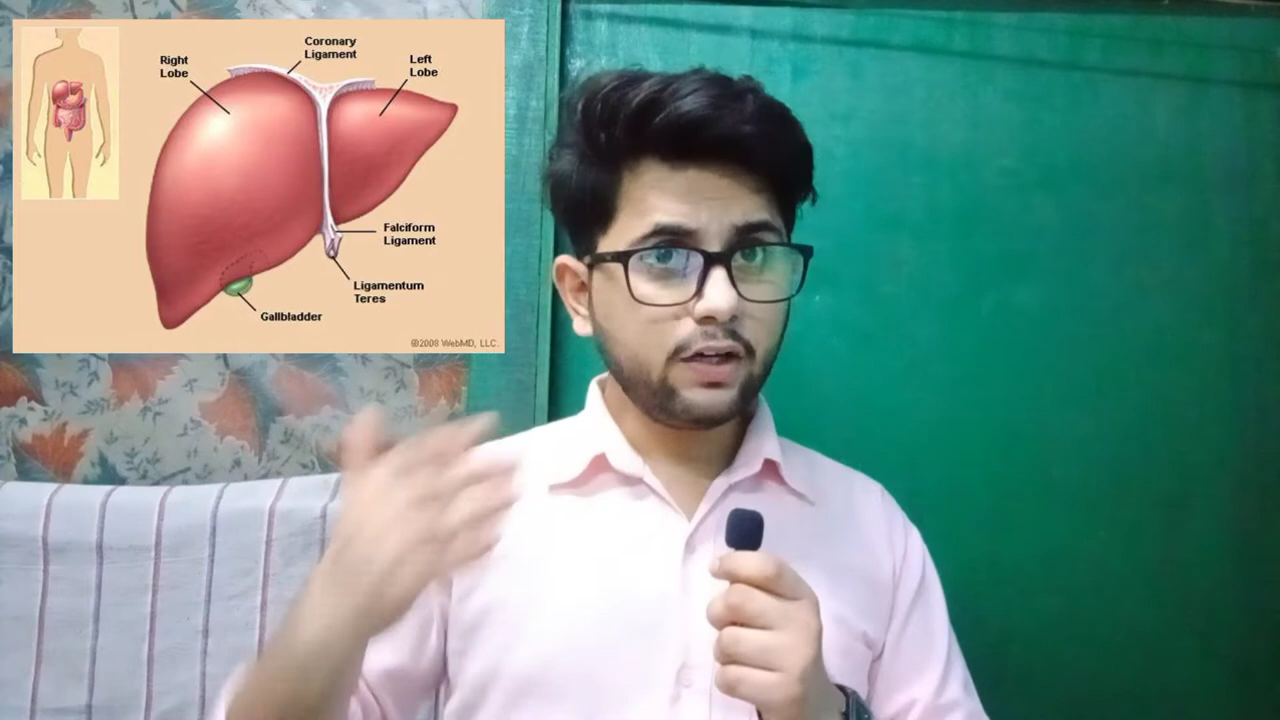 Coronary
Ligament
Right
Lobe
Left
Lobe
Falciform
Ligament
Ligamentum
Teres
Gallbladder
©2008 WebMD, LLC.